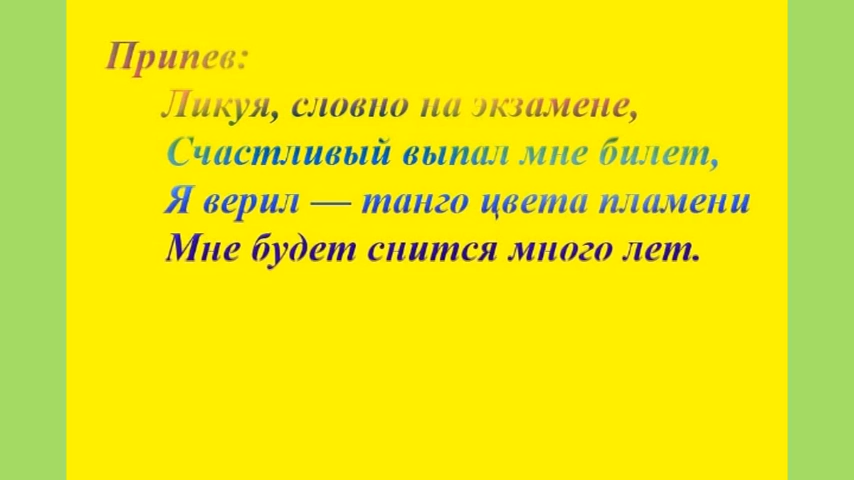 Припев:
Ликуя, словно на экзамене,
Счастливый выпал мне билет,
Я верил — танго цвета пламени
Мне будет снится много лет.